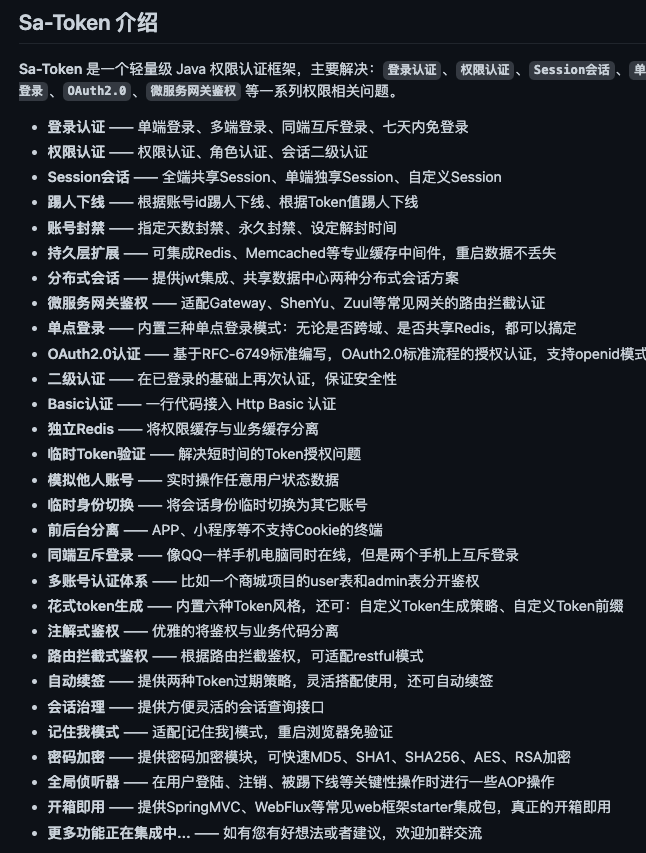 Sa-Token 介绍
Sa-Token 是一个轻量级 Java 权限认证框架，主要解决：登录认证、权限认证、Session会话、单
登录、OAuth2.0、微服务网关鉴权 等一系列权限相关问题。
• 登录认证 —— 单端登录、多端登录、同端互斥登录、七天内免登录
• 权限认证 —— 权限认证、角色认证、会话二级认证
• Session会话 —— 全端共享Session、单端独享Session、自定义Session
• 踢人下线 —— 根据账号id踢人下线、根据Token值踢人下线
• 账号封禁 —— 指定天数封禁、永久封禁、设定解封时间
• 持久层扩展 —— 可集成Redis、Memcached等专业缓存中间件，重启数据不丢失
• 分布式会话 —— 提供jwt集成、共享数据中心两种分布式会话方案
• 微服务网关鉴权 —— 适配Gateway、ShenYu、Zuul等常见网关的路由拦截认证
• 单点登录 —— 内置三种单点登录模式：无论是否跨域、是否共享Redis，都可以搞定
• OAuth2.0认证 —— 基于RFC-6749标准编写，OAuth2.0标准流程的授权认证，支持openid模式
• 二级认证 —— 在已登录的基础上再次认证，保证安全性
• Basic认证 —— 一行代码接入 Http Basic 认证
• 独立Redis —— 将权限缓存与业务缓存分离
• 临时Token验证 —— 解决短时间的Token授权问题
• 模拟他人账号 —— 实时操作任意用户状态数据
• 临时身份切换 —— 将会话身份临时切换为其它账号
• 前后台分离 —— APP、小程序等不支持Cookie的终端
• 同端互斥登录 —— 像QQ一样手机电脑同时在线，但是两个手机上互斥登录
• 多账号认证体系 —— 比如一个商城项目的user表和admin表分开鉴权
• 花式token生成 —— 内置六种Token风格，还可：自定义Token生成策略、自定义Token前缀
• 注解式鉴权 —— 优雅的将鉴权与业务代码分离
• 路由拦截式鉴权 —— 根据路由拦截鉴权，可适配restful模式
• 自动续签 —— 提供两种Token过期策略，灵活搭配使用，还可自动续签
• 会话治理 —— 提供方便灵活的会话查询接口
• 记住我模式 —— 适配[记住我]模式，重启浏览器免验证
• 密码加密 —— 提供密码加密模块，可快速MD5、SHA1、SHA256、AES、RSA加密
• 全局侦听器 —— 在用户登陆、注销、被踢下线等关键性操作时进行一些AOP操作
• 开箱即用 —— 提供SpringMVC、WebFlux等常见web框架starter集成包，真正的开箱即用
• 更多功能正在集成中... —— 如有您有好想法或者建议，欢迎加群交流